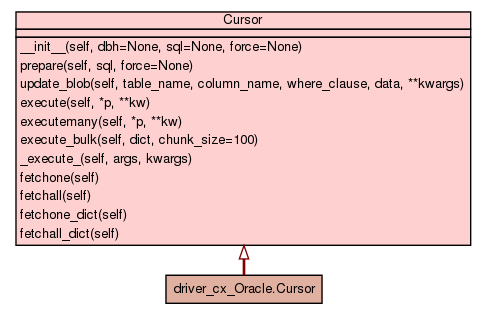 Cursor
__init__(self, dbh=None, sql=None, force=None)
prepare(self, sql, force=None)
update_blob(self, table_name, column_name, where_clause, data, **kwargs)
execute(self, *p, **kw)
executemany(self, *p, **kw)
execute_bulk(self, dict, chunk_size=100)
_execute_(self, args, kwargs)
fetchone(self)
fetchall(self)
fetchone_dict(self)
fetchall_dict(self)
driver_cx_Oracle.Cursor